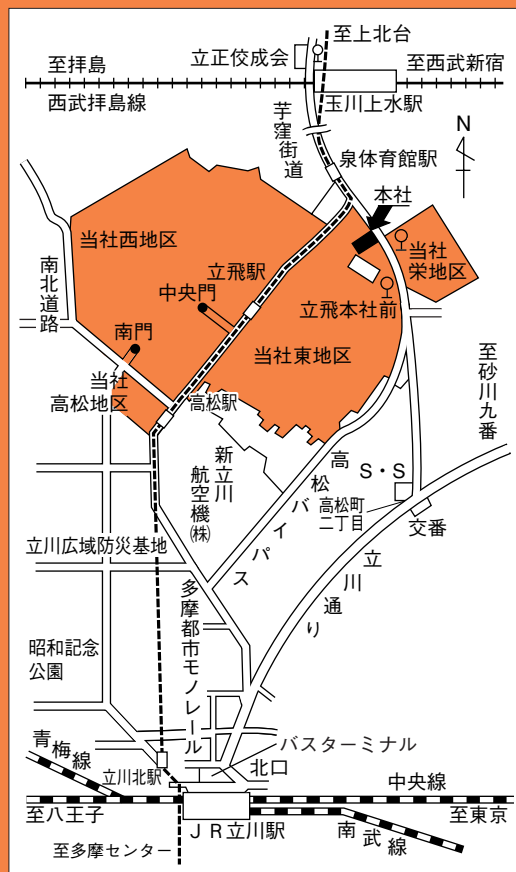 至上北台
立正佼成会
至拝島
至西武新宿
西武拝島線
玉川上水駅
芋窪街道
N
泉体育館駅
本社
当社西地区
当社
栄地区
立飛駅
中央門
立飛本社前
南北道路
南門
当社東地区
至砂川九番
当社
高松地区
高松駅
新立川
航空機
㈱
高松バイパス
S・S
高松町
二丁目
交番
立川広域防災基地
立川通り
多摩都市モノレール
昭和記念
公園
青梅線
立川北駅
バスターミナル
北口
中央線
至八王子
至東京
JR立川駅
南武線
至多摩センター